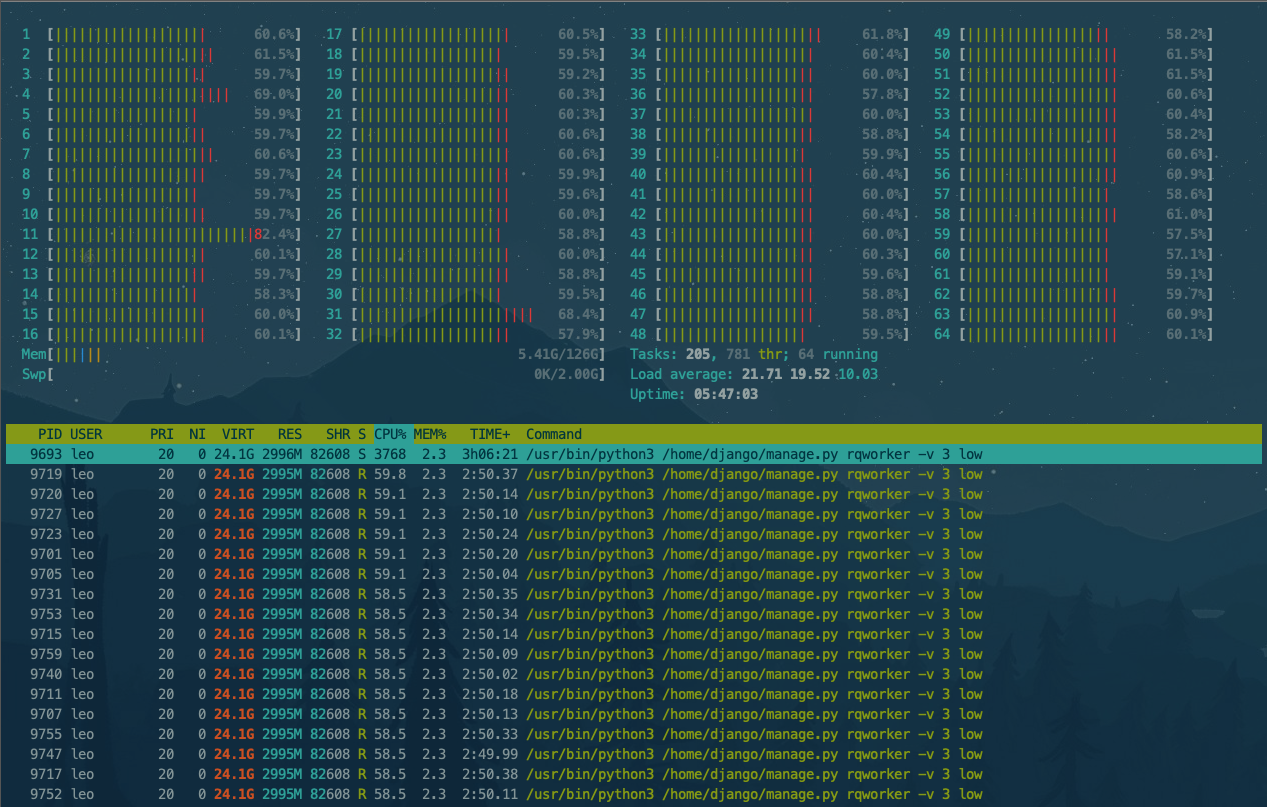 1 [||||||||||||||||||| 60.6%] 17 [||||||||||||||||||| 60.5%] 33 [|||||||||||||||||||| 61.8%] 49 [|||||||||||||||||| 58.2%]
2 [|||||||||||||||||||| 61.5%] 18 [|||||||||||||||||| 59.5%] 34 [||||||||||||||||||| 60.4%] 50 [||||||||||||||||||| 61.5%]
3 [||||||||||||||||||| 59.7%] 19 [||||||||||||||||||| 59.2%] 35 [||||||||||||||||||| 60.0%] 51 [||||||||||||||||||| 61.5%]
4 [|||||||||||||||||||||| 69.0%] 20 [||||||||||||||||||| 60.3%] 36 [||||||||||||||||||| 57.8%] 52 [||||||||||||||||||| 60.6%]
5 [|||||||||||||||||| 59.9%] 21 [||||||||||||||||||| 60.3%] 37 [||||||||||||||||||| 60.0%] 53 [||||||||||||||||||| 60.4%]
6 [||||||||||||||||||| 59.7%] 22 [||||||||||||||||||| 60.6%] 38 [||||||||||||||||||| 58.8%] 54 [||||||||||||||||||| 58.2%]
7 [|||||||||||||||||||| 60.6%] 23 [||||||||||||||||||| 60.6%] 39 [|||||||||||||||||| 59.9%] 55 [||||||||||||||||||| 60.6%]
8 [||||||||||||||||||| 59.7%] 24 [||||||||||||||||||| 59.9%] 40 [||||||||||||||||||| 60.4%] 56 [||||||||||||||||||| 60.9%]
9 [|||||||||||||||||| 59.7%] 25 [||||||||||||||||||| 59.6%] 41 [||||||||||||||||||| 60.0%] 57 [|||||||||||||||||| 58.6%]
10 [||||||||||||||||||| 59.7%] 26 [||||||||||||||||||| 60.0%] 42 [||||||||||||||||||| 60.4%] 58 [||||||||||||||||||| 61.0%]
11 [|||||||||||||||||||||||||82.4%] 27 [|||||||||||||||||| 58.8%] 43 [||||||||||||||||||| 60.0%] 59 [|||||||||||||||||| 57.5%]
12 [||||||||||||||||||| 60.1%] 28 [||||||||||||||||||| 60.0%] 44 [||||||||||||||||||| 60.3%] 60 [|||||||||||||||||| 57.1%]
13 [||||||||||||||||||| 59.7%] 29 [||||||||||||||||||| 58.8%] 45 [||||||||||||||||||| 59.6%] 61 [|||||||||||||||||| 59.1%]
14 [|||||||||||||||||| 58.3%] 30 [|||||||||||||||||| 59.5%] 46 [||||||||||||||||||| 58.8%] 62 [||||||||||||||||||| 59.7%]
15 [||||||||||||||||||| 60.0%] 31 [|||||||||||||||||||||| 68.4%] 47 [||||||||||||||||||| 58.8%] 63 [||||||||||||||||||| 60.9%]
16 [||||||||||||||||||| 60.1%] 32 [||||||||||||||||||| 57.9%] 48 [|||||||||||||||||| 59.5%] 64 [||||||||||||||||||| 60.1%]
Mem[|||||| 5.41G/126G] Tasks: 205, 781 thr; 64 running
Swp[ 0K/2.00G] Load average: 21.71 19.52 10.03
Uptime: 05:47:03
PID USER PRI NI VIRT RES SHR S CPU% MEM% TIME+ Command
9693 leo 20 0 24.1G 2996M 82608 S 3768 2.3 3h06:21 /usr/bin/python3 /home/django/manage.py rqworker -v 3 low
9719 leo 20 0 24.1G 2995M 82608 R 59.8 2.3 2:50.37 /usr/bin/python3 /home/django/manage.py rqworker -v 3 low
9720 leo 20 0 24.1G 2995M 82608 R 59.1 2.3 2:50.14 /usr/bin/python3 /home/django/manage.py rqworker -v 3 low
9727 leo 20 0 24.1G 2995M 82608 R 59.1 2.3 2:50.10 /usr/bin/python3 /home/django/manage.py rqworker -v 3 low
9723 leo 20 0 24.1G 2995M 82608 R 59.1 2.3 2:50.24 /usr/bin/python3 /home/django/manage.py rqworker -v 3 low
9701 leo 20 0 24.1G 2995M 82608 R 59.1 2.3 2:50.20 /usr/bin/python3 /home/django/manage.py rqworker -v 3 low
9705 leo 20 0 24.1G 2995M 82608 R 59.1 2.3 2:50.04 /usr/bin/python3 /home/django/manage.py rqworker -v 3 low
9731 leo 20 0 24.1G 2995M 82608 R 58.5 2.3 2:50.35 /usr/bin/python3 /home/django/manage.py rqworker -v 3 low
9753 leo 20 0 24.1G 2995M 82608 R 58.5 2.3 2:50.34 /usr/bin/python3 /home/django/manage.py rqworker -v 3 low
9715 leo 20 0 24.1G 2995M 82608 R 58.5 2.3 2:50.14 /usr/bin/python3 /home/django/manage.py rqworker -v 3 low
9759 leo 20 0 24.1G 2995M 82608 R 58.5 2.3 2:50.09 /usr/bin/python3 /home/django/manage.py rqworker -v 3 low
9740 leo 20 0 24.1G 2995M 82608 R 58.5 2.3 2:50.02 /usr/bin/python3 /home/django/manage.py rqworker -v 3 low
9711 leo 20 0 24.1G 2995M 82608 R 58.5 2.3 2:50.18 /usr/bin/python3 /home/django/manage.py rqworker -v 3 low
9707 leo 20 0 24.1G 2995M 82608 R 58.5 2.3 2:50.13 /usr/bin/python3 /home/django/manage.py rqworker -v 3 low
9755 leo 20 0 24.1G 2995M 82608 R 58.5 2.3 2:50.33 /usr/bin/python3 /home/django/manage.py rqworker -v 3 low
9747 leo 20 0 24.1G 2995M 82608 R 58.5 2.3 2:49.99 /usr/bin/python3 /home/django/manage.py rqworker -v 3 low
9717 leo 20 0 24.1G 2995M 82608 R 58.5 2.3 2:50.38 /usr/bin/python3 /home/django/manage.py rqworker -v 3 low
9752 leo 20 0 24.1G 2995M 82608 R 58.5 2.3 2:50.11 /usr/bin/python3 /home/django/manage.py rqworker -v 3 low